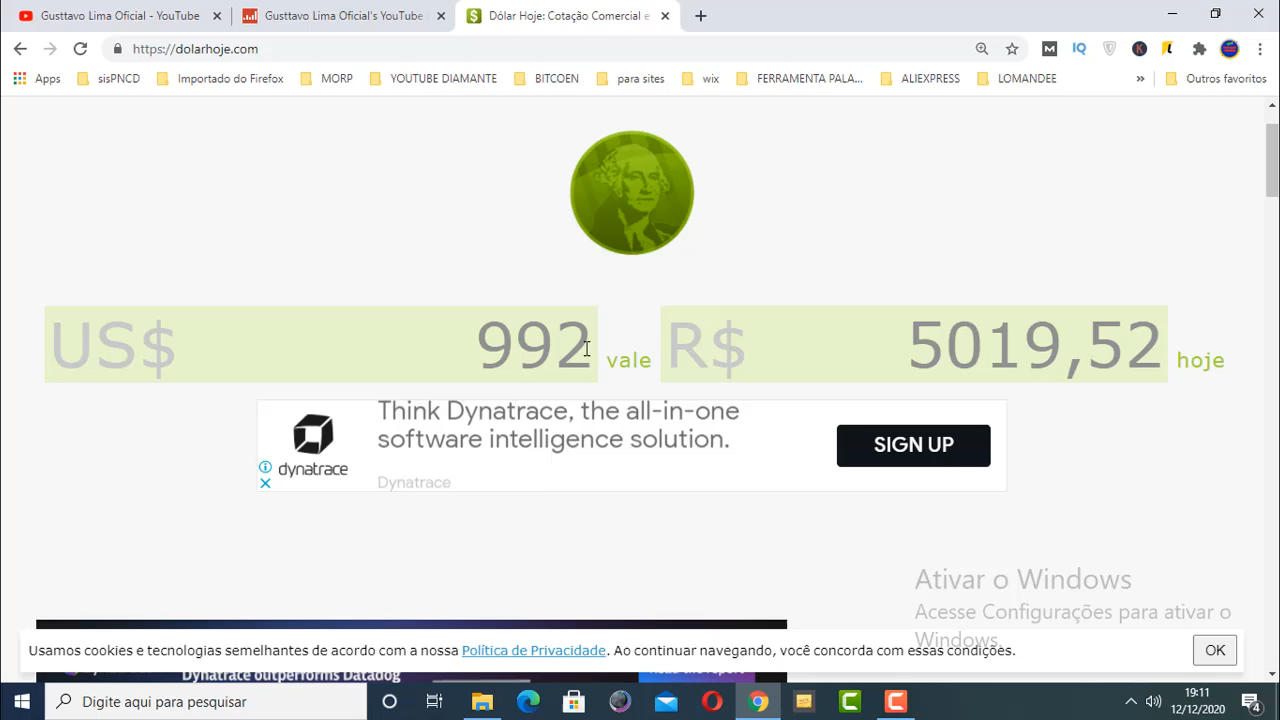 Gusttavo Lima Oficial - YouTube
Gusttavo Lima Oficial's YouTube
Dólar Hoje: Cotação Comercial e
https://dolarhoje.com
Apps
sisPNCD
Importado do Firefox
MORP
YOUTUBE DIAMANTE
BITCOEN
para sites
wix
FERRAMENTA PALA...
ALIEXPRESS
LOMANDEE
»
Outros favoritos
US$ 992 vale R$ 5019,52 hoje
Think Dynatrace, the all-in-one
software intelligence solution.
SIGN UP
dynatrace
Dynatrace
Ativar o Windows
Acesse Configurações para ativar o
Windows.
Usamos cookies e tecnologias semelhantes de acordo com a nossa Política de Privacidade. Ao continuar navegando, você concorda com essas condições.
OK
Dynatrace outperforms Datadog
Digite aqui para pesquisar
19:11
12/12/2020
4